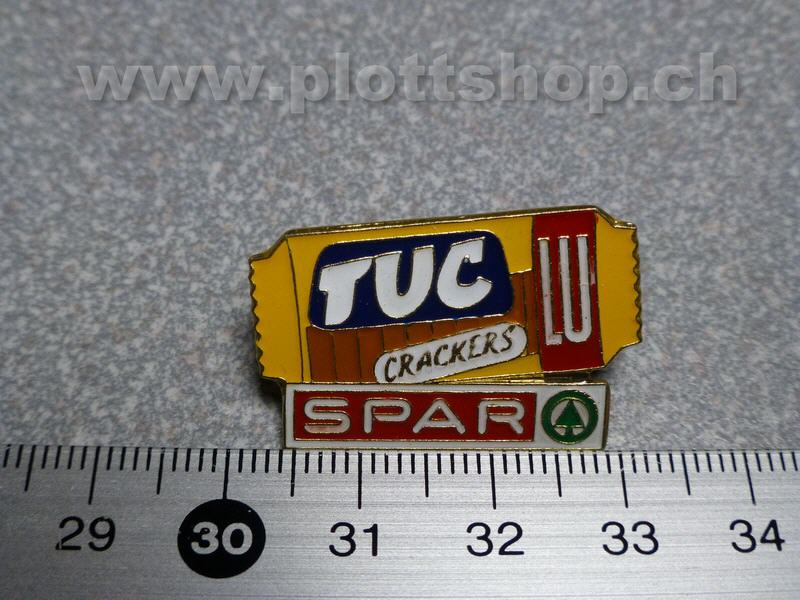 www.plottshop.ch
TUC
LU
CRACKERS
SPAR
29 30 31 32 33 34